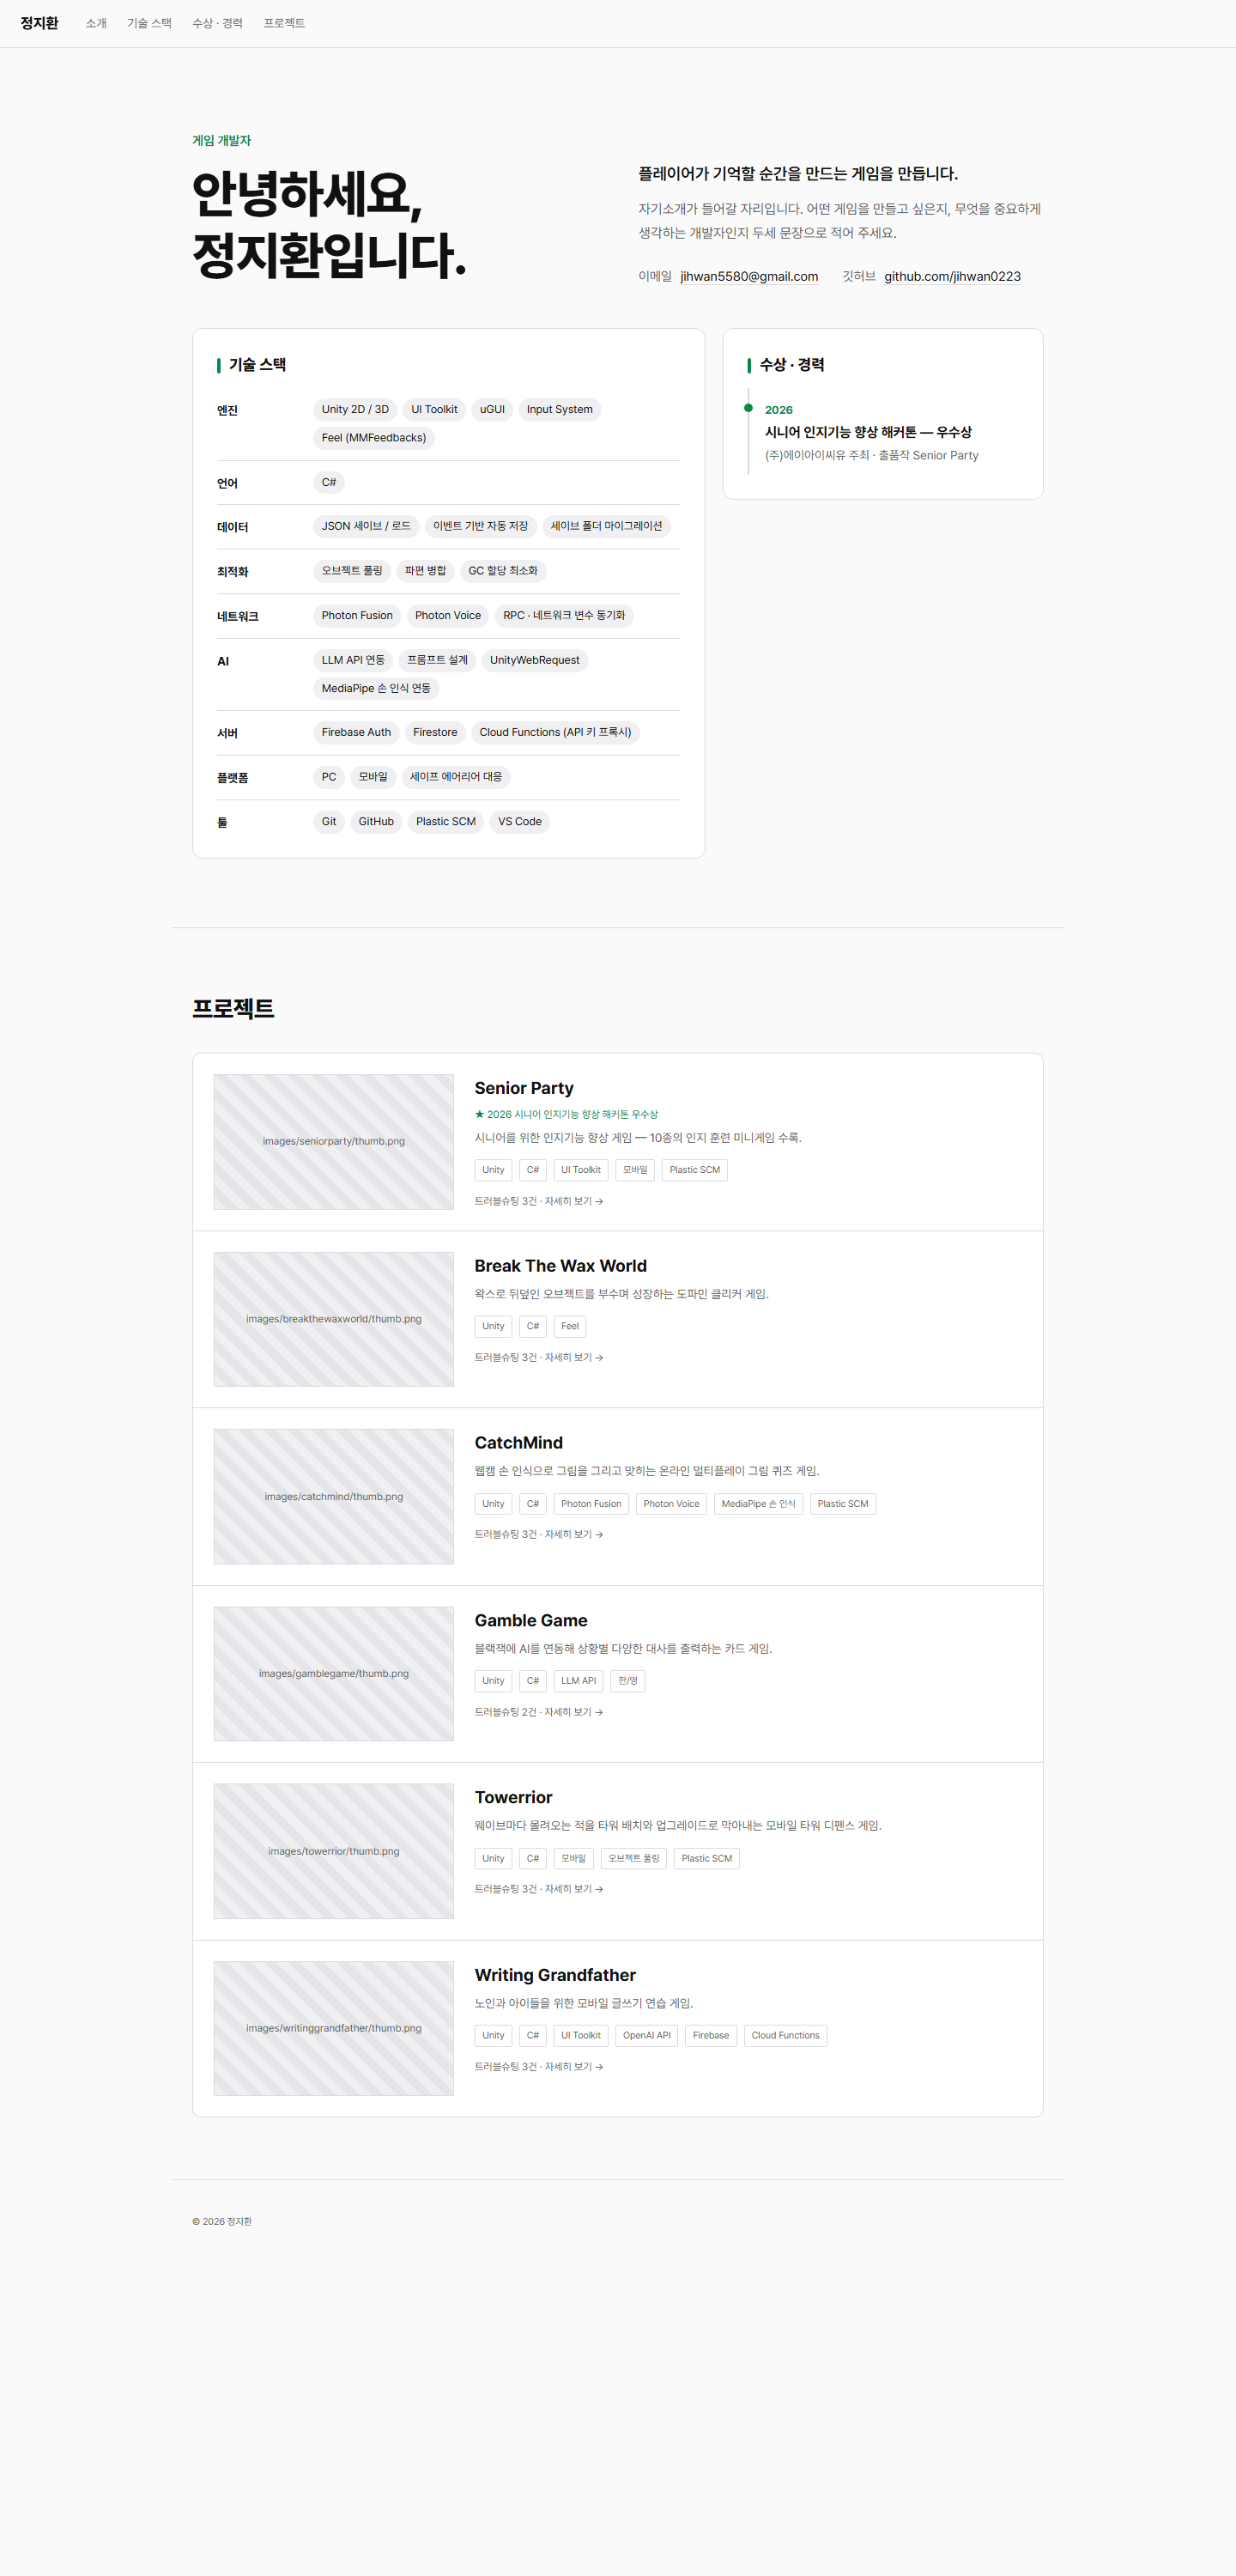 정지환 소개 기술 스택 수상 · 경력 프로젝트
게임 개발자
안녕하세요,
정지환입니다.
플레이어가 기억할 순간을 만드는 게임을 만듭니다.
자기소개가 들어갈 자리입니다. 어떤 게임을 만들고 싶은지, 무엇을 중요하게
생각하는 개발자인지 두세 문장으로 적어 주세요.
이메일 jihwan5580@gmail.com 깃허브 github.com/jihwan0223
기술 스택
엔진 Unity 2D / 3D UI Toolkit uGUI Input System
Feel (MMFeedbacks)
언어 C#
데이터 JSON 세이브 / 로드 이벤트 기반 자동 저장 세이브 폴더 마이그레이션
최적화 오브젝트 풀링 파편 병합 GC 할당 최소화
네트워크 Photon Fusion Photon Voice RPC · 네트워크 변수 동기화
AI LLM API 연동 프롬프트 설계 UnityWebRequest
MediaPipe 손 인식 연동
서버 Firebase Auth Firestore Cloud Functions (API 키 프록시)
플랫폼 PC 모바일 세이프 에어리어 대응
툴 Git GitHub Plastic SCM VS Code
수상 · 경력
2026
시니어 인지기능 향상 해커톤 — 우수상
(주)에이아이씨유 주최 · 출품작 Senior Party
프로젝트
images/seniorparty/thumb.png
Senior Party
★ 2026 시니어 인지기능 향상 해커톤 우수상
시니어를 위한 인지기능 향상 게임 — 10종의 인지 훈련 미니게임 수록.
Unity C# UI Toolkit 모바일 Plastic SCM
트러블슈팅 3건 · 자세히 보기 →
images/breakthewaxworld/thumb.png
Break The Wax World
왁스로 뒤덮인 오브젝트를 부수며 성장하는 도파민 클리커 게임.
Unity C# Feel
트러블슈팅 3건 · 자세히 보기 →
images/catchmind/thumb.png
CatchMind
웹캠 손 인식으로 그림을 그리고 맞히는 온라인 멀티플레이 그림 퀴즈 게임.
Unity C# Photon Fusion Photon Voice MediaPipe 손 인식 Plastic SCM
트러블슈팅 3건 · 자세히 보기 →
images/gamblegame/thumb.png
Gamble Game
블랙잭에 AI를 연동해 상황별 다양한 대사를 출력하는 카드 게임.
Unity C# LLM API 한/영
트러블슈팅 2건 · 자세히 보기 →
images/towerrior/thumb.png
Towerrior
웨이브마다 몰려오는 적을 타워 배치와 업그레이드로 막아내는 모바일 타워 디펜스 게임.
Unity C# 모바일 오브젝트 풀링 Plastic SCM
트러블슈팅 3건 · 자세히 보기 →
images/writinggrandfather/thumb.png
Writing Grandfather
노인과 아이들을 위한 모바일 글쓰기 연습 게임.
Unity C# UI Toolkit OpenAI API Firebase Cloud Functions
트러블슈팅 3건 · 자세히 보기 →
© 2026 정지환